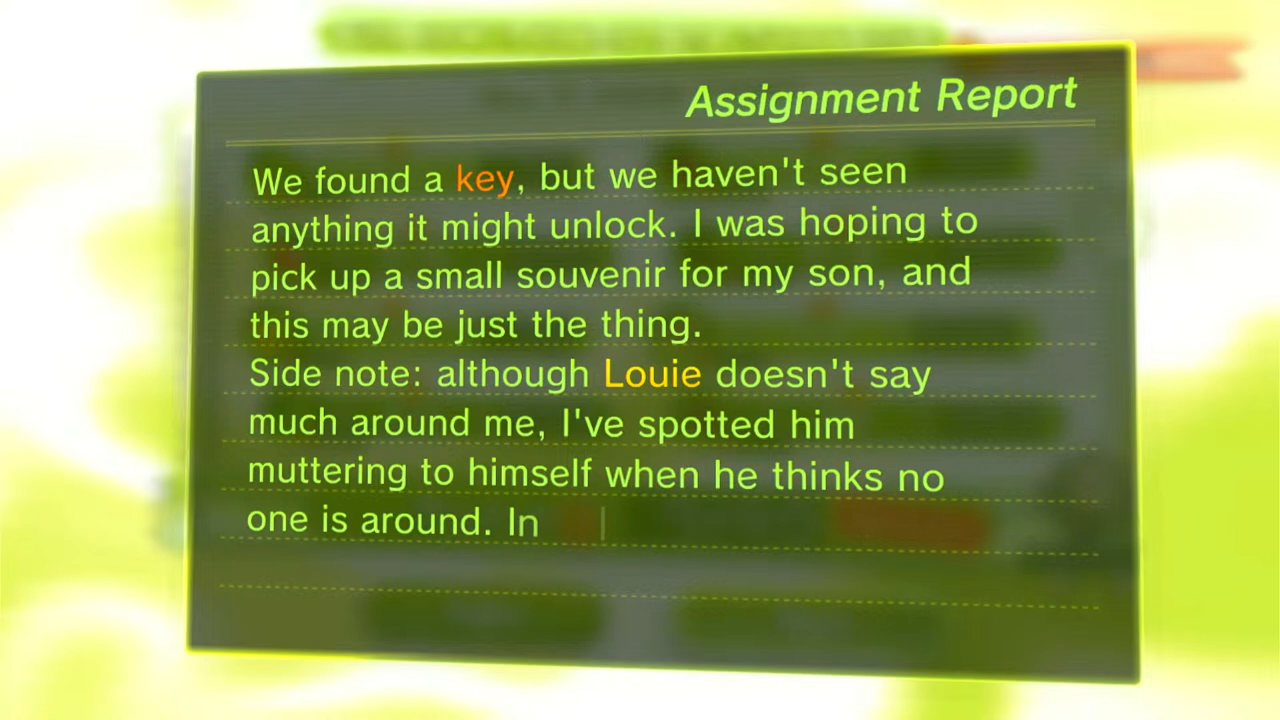 Assignment Report
We found a key, but we haven't seen
anything it might unlock. I was hoping to
pick up a small souvenir for my son, and
this may be just the thing.
Side note: although Louie doesn't say
much around me, I've spotted him
muttering to himself when he thinks no
one is around. In